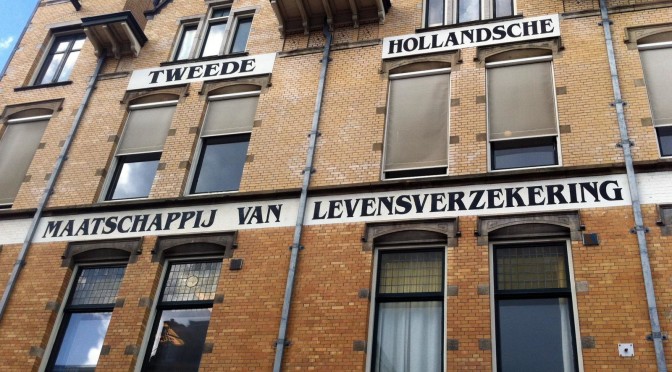 TWEEDE HOLLANDSCHE
MAATSCHAPPIJ VAN LEVENSVERZEKERING